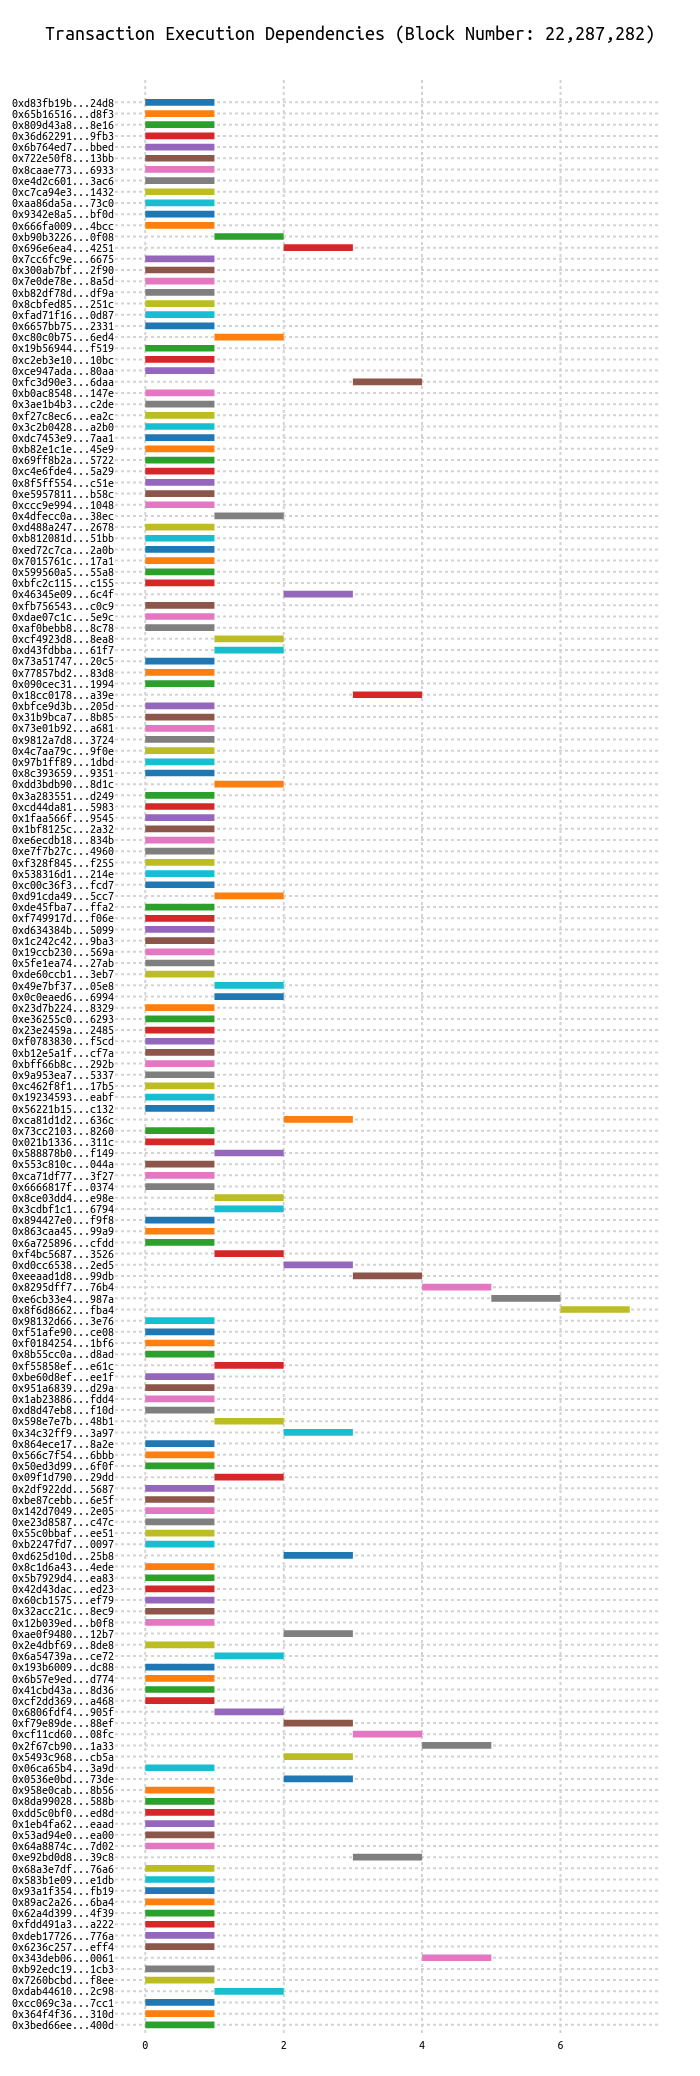 Transaction Execution Dependencies (Block Number: 22,287,282)
0xd83fb19b...24d8
0x65b16516...d8f3
0x809d43a8...8e16
0x36d62291...9fb3
0x6b764ed7...bbed
0x722e50f8...13bb
0x8caae773...6933
0xe4d2c601...3ac6
0xc7ca94e3...1432
0xaa86da5a...73c0
0x9342e8a5...bf0d
0x666fa009...4bcc
0xb90b3226...0f08
0x696e6ea4...4251
0x7cc6fc9e...6675
0x300ab7bf...2f90
0x7e0de78e...8a5d
0xb82df78d...df9a
0x8cbfed85...251c
0xfad71f16...0d87
0x6657bb75...2331
0xc80c0b75...6ed4
0x19b56944...f519
0xc2eb3e10...10bc
0xce947ada...80aa
0xfc3d90e3...6daa
0xb0ac8548...147e
0x3ae1b4b3...c2de
0xf27c8ec6...ea2c
0x3c2b0428...a2b0
0xdc7453e9...7aa1
0xb82e1c1e...45e9
0x69ff8b2a...5722
0xc4e6fde4...5a29
0x8f5ff554...c51e
0xe5957811...b58c
0xccc9e994...1048
0x4dfecc0a...38ec
0xd488a247...2678
0xb812081d...51bb
0xed72c7ca...2a0b
0x7015761c...17a1
0x599560a5...55a8
0xbfc2c115...c155
0x46345e09...6c4f
0xfb756543...c0c9
0xdae07c1c...5e9c
0xaf0bebb8...8c78
0xcf4923d8...8ea8
0xd43fdbba...61f7
0x73a51747...20c5
0x77857bd2...83d8
0x090cec31...1994
0x18cc0178...a39e
0xbfce9d3b...205d
0x31b9bca7...8b85
0x73e01b92...a681
0x9812a7d8...3724
0x4c7aa79c...9f0e
0x97b1ff89...1dbd
0x8c393659...9351
0xdd3bdb90...8d1c
0x3a283551...d249
0xcd44da81...5983
0x1faa566f...9545
0x1bf8125c...2a32
0xe6ecdb18...834b
0xe7f7b27c...4960
0xf328f845...f255
0x538316d1...214e
0xc00c36f3...fcd7
0xd91cda49...5cc7
0xde45fba7...ffa2
0xf749917d...f06e
0xd634384b...5099
0x1c242c42...9ba3
0x19ccb230...569a
0x5fe1ea74...27ab
0xde60ccb1...3eb7
0x49e7bf37...05e8
0x0c0eaed6...6994
0x23d7b224...8329
0xe36255c0...6293
0x23e2459a...2485
0xf0783830...f5cd
0xb12e5a1f...cf7a
0xbff66b8c...292b
0x9a953ea7...5337
0xc462f8f1...17b5
0x19234593...eabf
0x56221b15...c132
0xca81d1d2...636c
0x73cc2103...8260
0x021b1336...311c
0x588878b0...f149
0x553c810c...044a
0xca71df77...3f27
0x6666817f...0374
0x8ce03dd4...e98e
0x3cdbf1c1...6794
0x894427e0...f9f8
0x863caa45...99a9
0x6a725896...cfdd
0xf4bc5687...3526
0xd0cc6538...2ed5
0xeeaad1d8...99db
0x8295dff7...76b4
0xe6cb33e4...987a
0x8f6d8662...fba4
0x98132d66...3e76
0xf51afe90...ce08
0xf0184254...1bf6
0x8b55cc0a...d8ad
0xf55858ef...e61c
0xbe60d8ef...ee1f
0x951a6839...d29a
0x1ab23886...fdd4
0xd8d47eb8...f10d
0x598e7e7b...48b1
0x34c32ff9...3a97
0x864ece17...8a2e
0x566c7f54...6bbb
0x50ed3d99...6f0f
0x09f1d790...29dd
0x2df922dd...5687
0xbe87cebb...6e5f
0x142d7049...2e05
0xe23d8587...c47c
0x55c0bbaf...ee51
0xb2247fd7...0097
0xd625d10d...25b8
0x8c1d6a43...4ede
0x5b7929d4...ea83
0x42d43dac...ed23
0x60cb1575...ef79
0x32acc21c...8ec9
0x12b039ed...b0f8
0xae0f9480...12b7
0x2e4dbf69...8de8
0x6a54739a...ce72
0x193b6009...dc88
0x6b57e9ed...d774
0x41cbd43a...8d36
0xcf2dd369...a468
0x6806fdf4...905f
0xf79e89de...88ef
0xcf11cd60...08fc
0x2f67cb90...1a33
0x5493c968...cb5a
0x06ca65b4...3a9d
0x0536e0bd...73de
0x958e0cab...8b56
0x8da99028...588b
0xdd5c0bf0...ed8d
0x1eb4fa62...eaad
0x53ad94e0...ea00
0x64a8874c...7d02
0xe92bd0d8...39c8
0x68a3e7df...76a6
0x583b1e09...e1db
0x93a1f354...fb19
0x89ac2a26...6ba4
0x62a4d399...4f39
0xfdd491a3...a222
0xdeb17726...776a
0x6236c257...eff4
0x343deb06...0061
0xb92edc19...1cb3
0x7260bcbd...f8ee
0xdab44610...2c98
0xcc069c3a...7cc1
0x364f4f36...310d
0x3bed66ee...400d
0 2 4 6